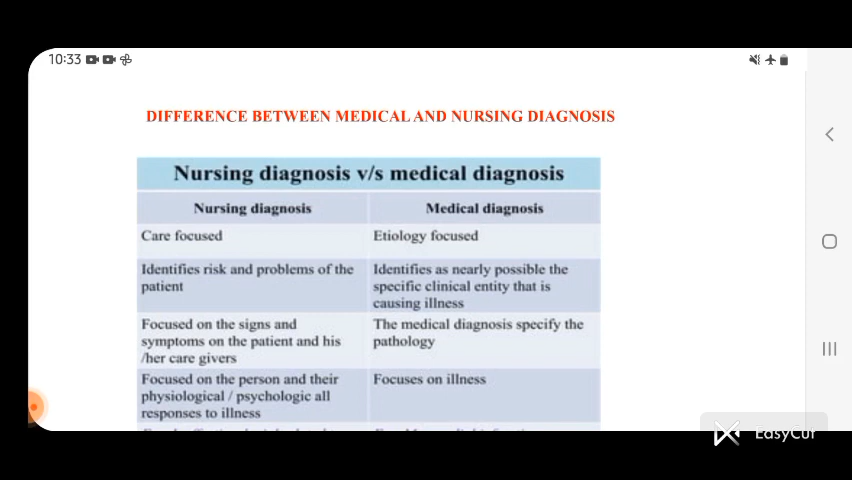 10:33
DIFFERENCE BETWEEN MEDICAL AND NURSING DIAGNOSIS
Nursing diagnosis v/s medical diagnosis
Nursing diagnosis
Medical diagnosis
Care focused
Etiology focused
Identifies risk and problems of the
patient
Identifies as nearly possible the
specific clinical entity that is
causing illness
Focused on the signs and
symptoms on the patient and his
/her care givers
The medical diagnosis specify the
pathology
Focused on the person and their
physiological / psychologic all
responses to illness
Focuses on illness
EasyCut